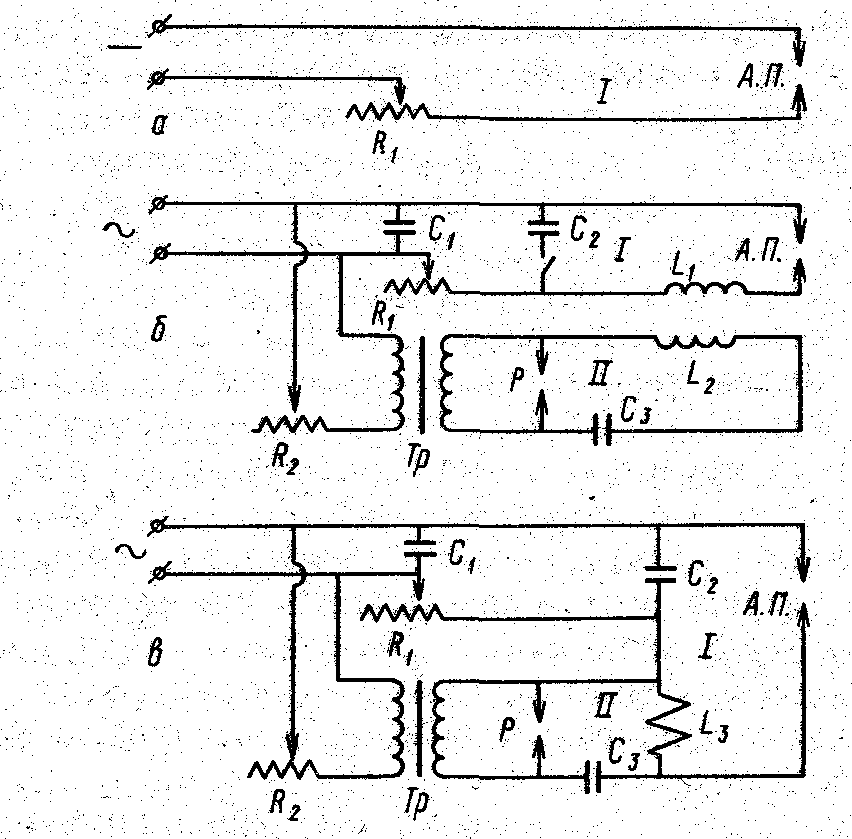 —
А.П.
I
а
R₁
~
C₁
C₂
I
L₁
А.П.
R₁
б
P
II
L₂
C₃
R₂
Тр
~
C₁
C₂
А.П.
R₁
I
в
II
P
L₃
C₃
R₂
Тр